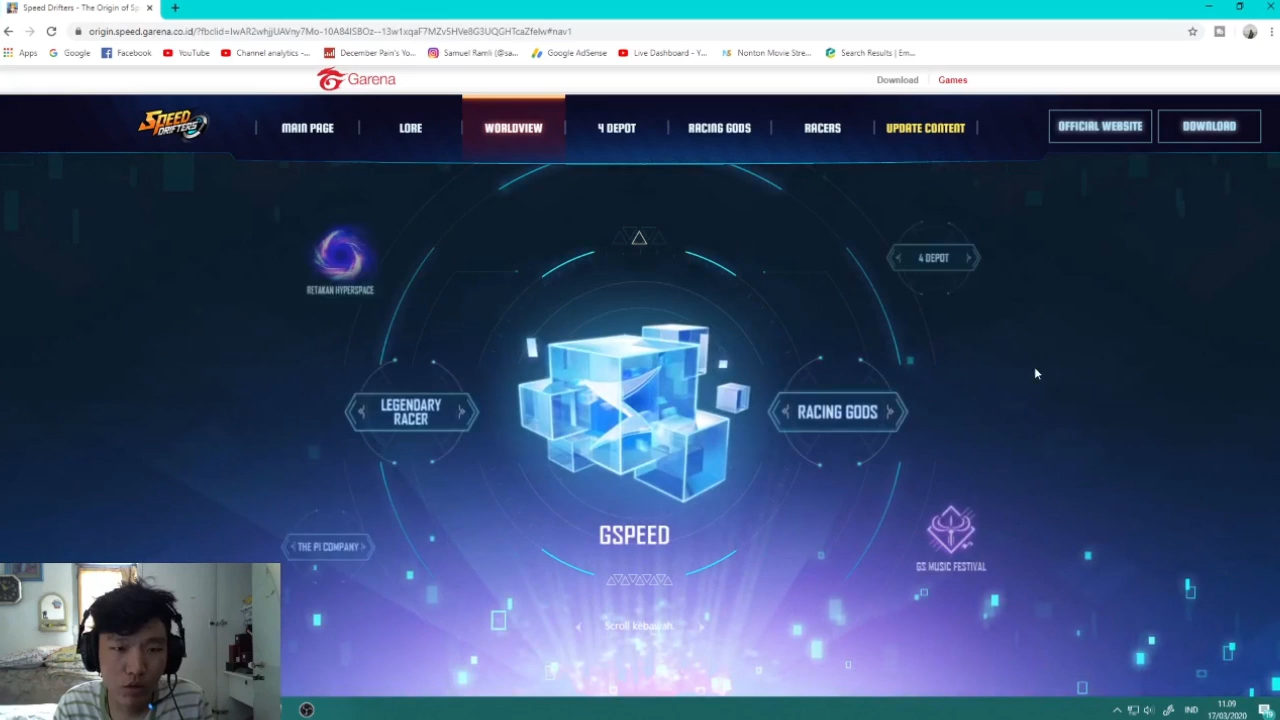 Speed Drifters - The Origin of Sp
origin.speed.garena.co.id/?fbclid=IwAR2whjjUAVny7Mo-10A84IS8Oz--13w1xqaF7MZvSHVe8G3UQGHTcaZfeIw#nav1
Apps Google Facebook YouTube Channel analytics -... December Pain's Yo... Samuel Ramli (@sa... Google AdSense Live Dashboard - Y... Nonton Movie Stre... Search Results | Em...
Garena Download Games
SPEED DRIFTERS MAIN PAGE LORE WORLDVIEW 4 DEPOT RACING GODS RACERS UPDATE CONTENT OFFICIAL WEBSITE DOWNLOAD
RETAKAN HYPERSPACE
4 DEPOT
LEGENDARY
RACER
RACING GODS
GSPEED
THE PI COMPANY
GS MUSIC FESTIVAL
Scroll kebawah.
IND
11.09
17/03/2020